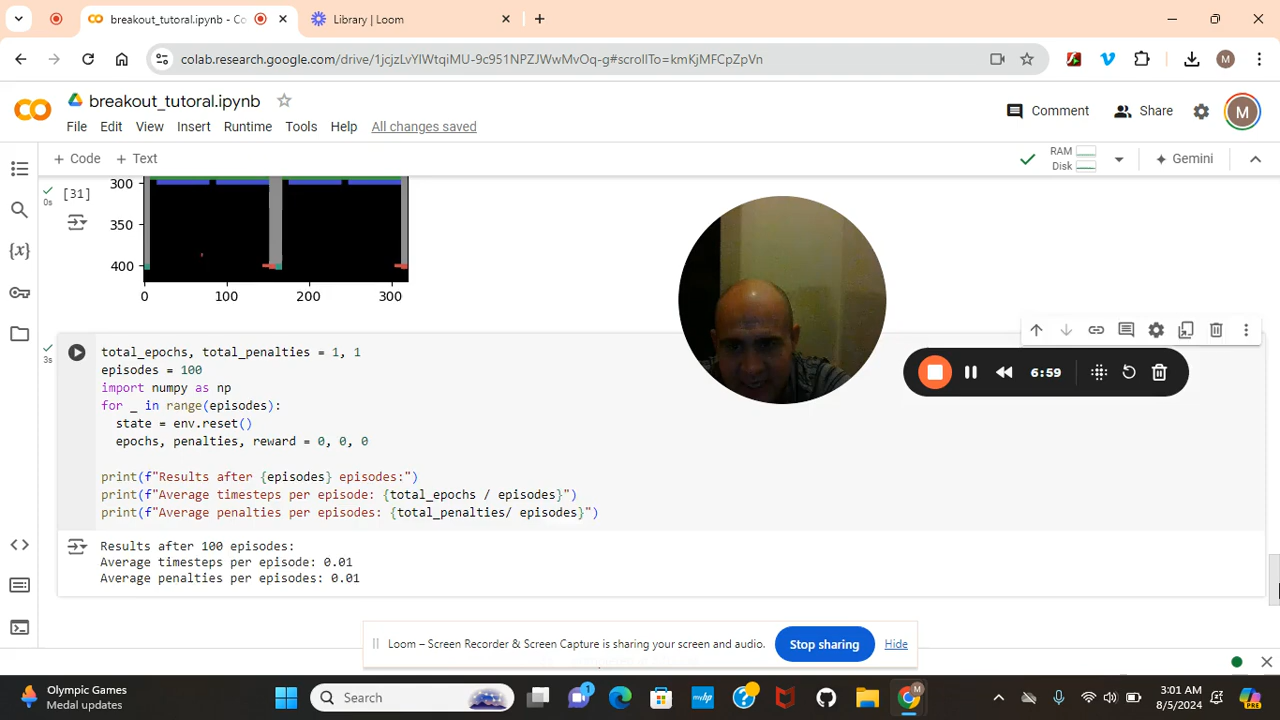 breakout_tutoral.ipynb - Co
Library | Loom
colab.research.google.com/drive/1jcjzLvYIWtqiMU-9c951NPZJWwMvOq-g#scrollTo=kmKjMFCpZpVn
M
CO
breakout_tutoral.ipynb
Comment
Share
M
File Edit View Insert Runtime Tools Help All changes saved
+ Code + Text
RAM
Disk
Gemini
300
[31]
0s
350
400
0 100 200 300
3s
total_epochs, total_penalties = 1, 1
episodes = 100
import numpy as np
for _ in range(episodes):
state = env.reset()
epochs, penalties, reward = 0, 0, 0
print(f"Results after {episodes} episodes:")
print(f"Average timesteps per episode: {total_epochs / episodes}")
print(f"Average penalties per episodes: {total_penalties/ episodes}")
6:59
Results after 100 episodes:
Average timesteps per episode: 0.01
Average penalties per episodes: 0.01
Loom – Screen Recorder & Screen Capture is sharing your screen and audio.
Stop sharing
Hide
Olympic Games
Medal updates
Search
1
hp
M
3:01 AM
8/5/2024
PRE